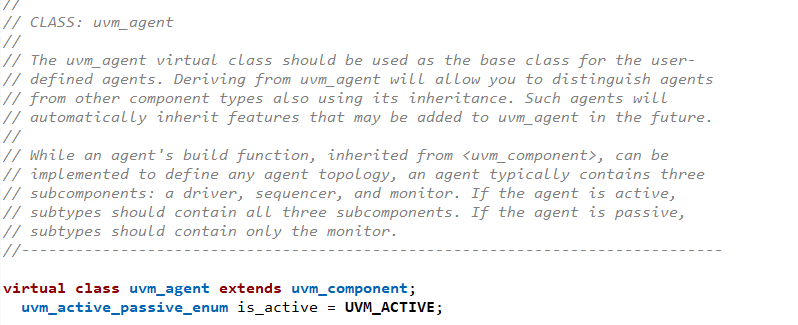 //
// CLASS: uvm_agent
//
// The uvm_agent virtual class should be used as the base class for the user-
// defined agents. Deriving from uvm_agent will allow you to distinguish agents
// from other component types also using its inheritance. Such agents will
// automatically inherit features that may be added to uvm_agent in the future.
//
// While an agent's build function, inherited from <uvm_component>, can be
// implemented to define any agent topology, an agent typically contains three
// subcomponents: a driver, sequencer, and monitor. If the agent is active,
// subtypes should contain all three subcomponents. If the agent is passive,
// subtypes should contain only the monitor.
//------------------------------------------------------------------------------
virtual class uvm_agent extends uvm_component;
uvm_active_passive_enum is_active = UVM_ACTIVE;